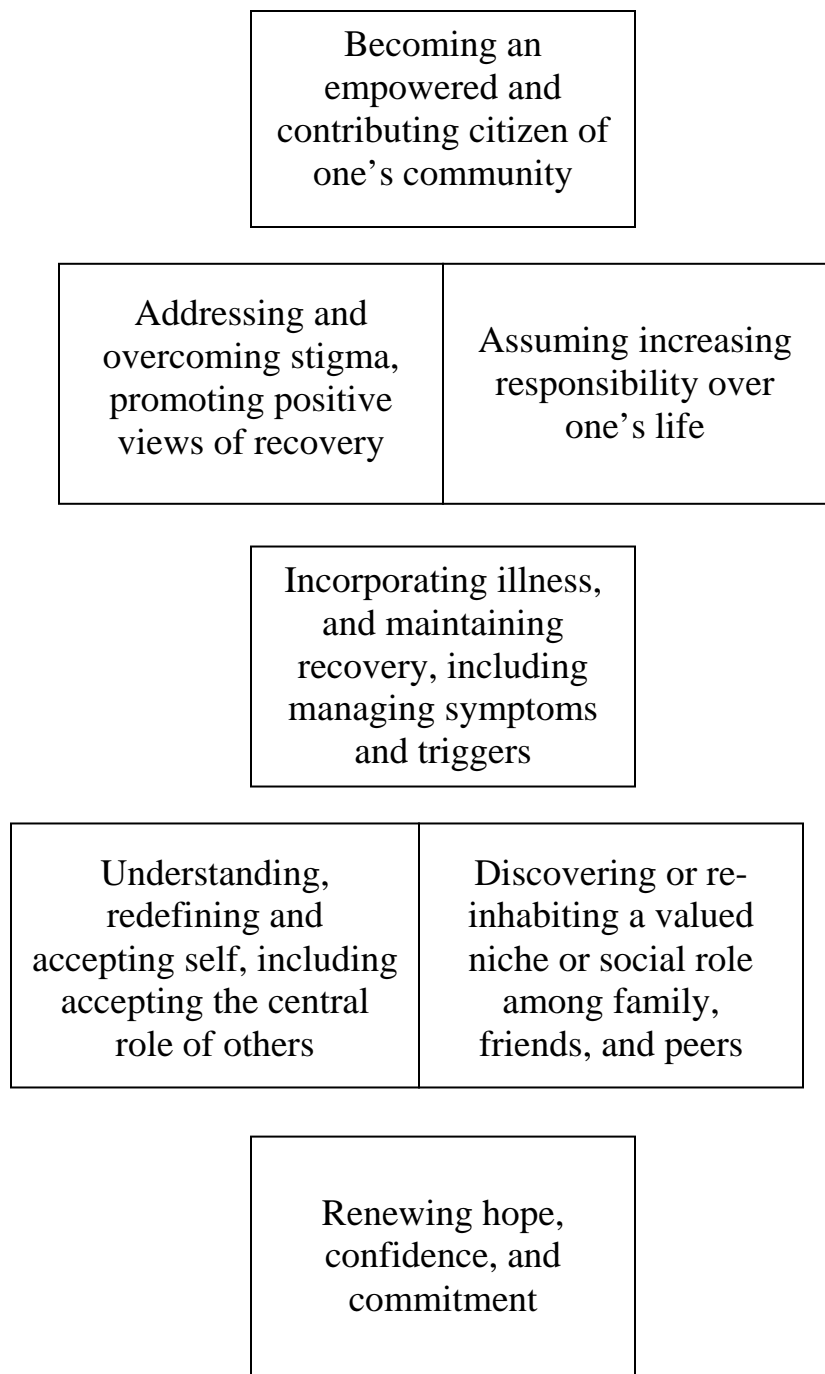 Becoming an
empowered and
contributing citizen of
one’s community
Addressing and
overcoming stigma,
promoting positive
views of recovery
Assuming increasing
responsibility over
one’s life
Incorporating illness,
and maintaining
recovery, including
managing symptoms
and triggers
Understanding,
redefining and
accepting self, including
accepting the central
role of others
Discovering or re-
inhabiting a valued
niche or social role
among family,
friends, and peers
Renewing hope,
confidence, and
commitment